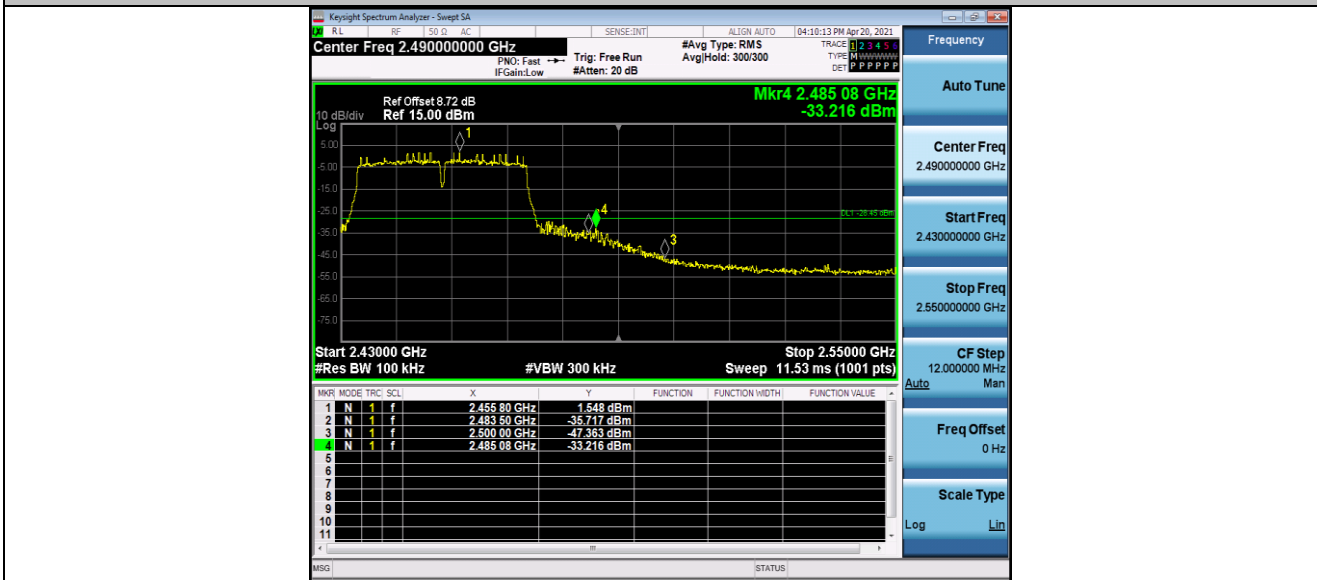 Keysight Spectrum Analyzer - Swept SA
RL RF 50 Ω AC SENSE:INT ALIGN AUTO 04:10:13 PM Apr 20, 2021
Center Freq 2.490000000 GHz
PNO: Fast
IFGain:Low
Trig: Free Run
#Atten: 20 dB
#Avg Type: RMS
Avg|Hold: 300/300
TRACE 1 2 3 4 5 6
TYPE M WWWWW
DET P P P P P P
Mkr4 2.485 08 GHz
-33.216 dBm
Ref Offset 8.72 dB
10 dB/div Ref 15.00 dBm
Log
5.00
-5.00
-15.0
-25.0
-35.0
-45.0
-55.0
-65.0
-75.0
1
4
3
DL1 -28.45 dBm
Start 2.43000 GHz Stop 2.55000 GHz
#Res BW 100 kHz #VBW 300 kHz Sweep 11.53 ms (1001 pts)
MKR MODE TRC SCL X Y FUNCTION FUNCTION WIDTH FUNCTION VALUE
1 N 1 f 2.455 80 GHz 1.548 dBm
2 N 1 f 2.483 50 GHz -35.717 dBm
3 N 1 f 2.500 00 GHz -47.363 dBm
4 N 1 f 2.485 08 GHz -33.216 dBm
5
6
7
8
9
10
11
MSG STATUS
Frequency
Auto Tune
Center Freq
2.490000000 GHz
Start Freq
2.430000000 GHz
Stop Freq
2.550000000 GHz
CF Step
12.000000 MHz
Auto Man
Freq Offset
0 Hz
Scale Type
Log Lin